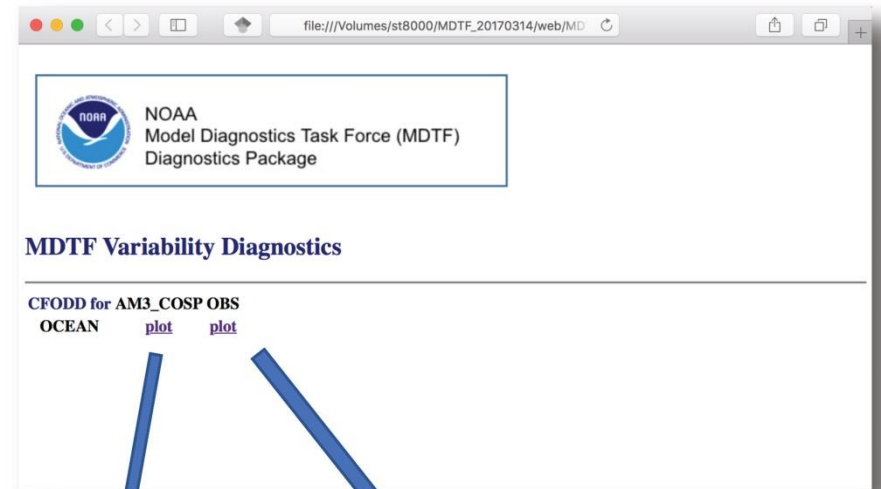 file:///Volumes/st8000/MDTF_20170314/web/MD
NOAA
NOAA
Model Diagnostics Task Force (MDTF)
Diagnostics Package
MDTF Variability Diagnostics
CFODD for AM3_COSP OBS
OCEAN plot plot